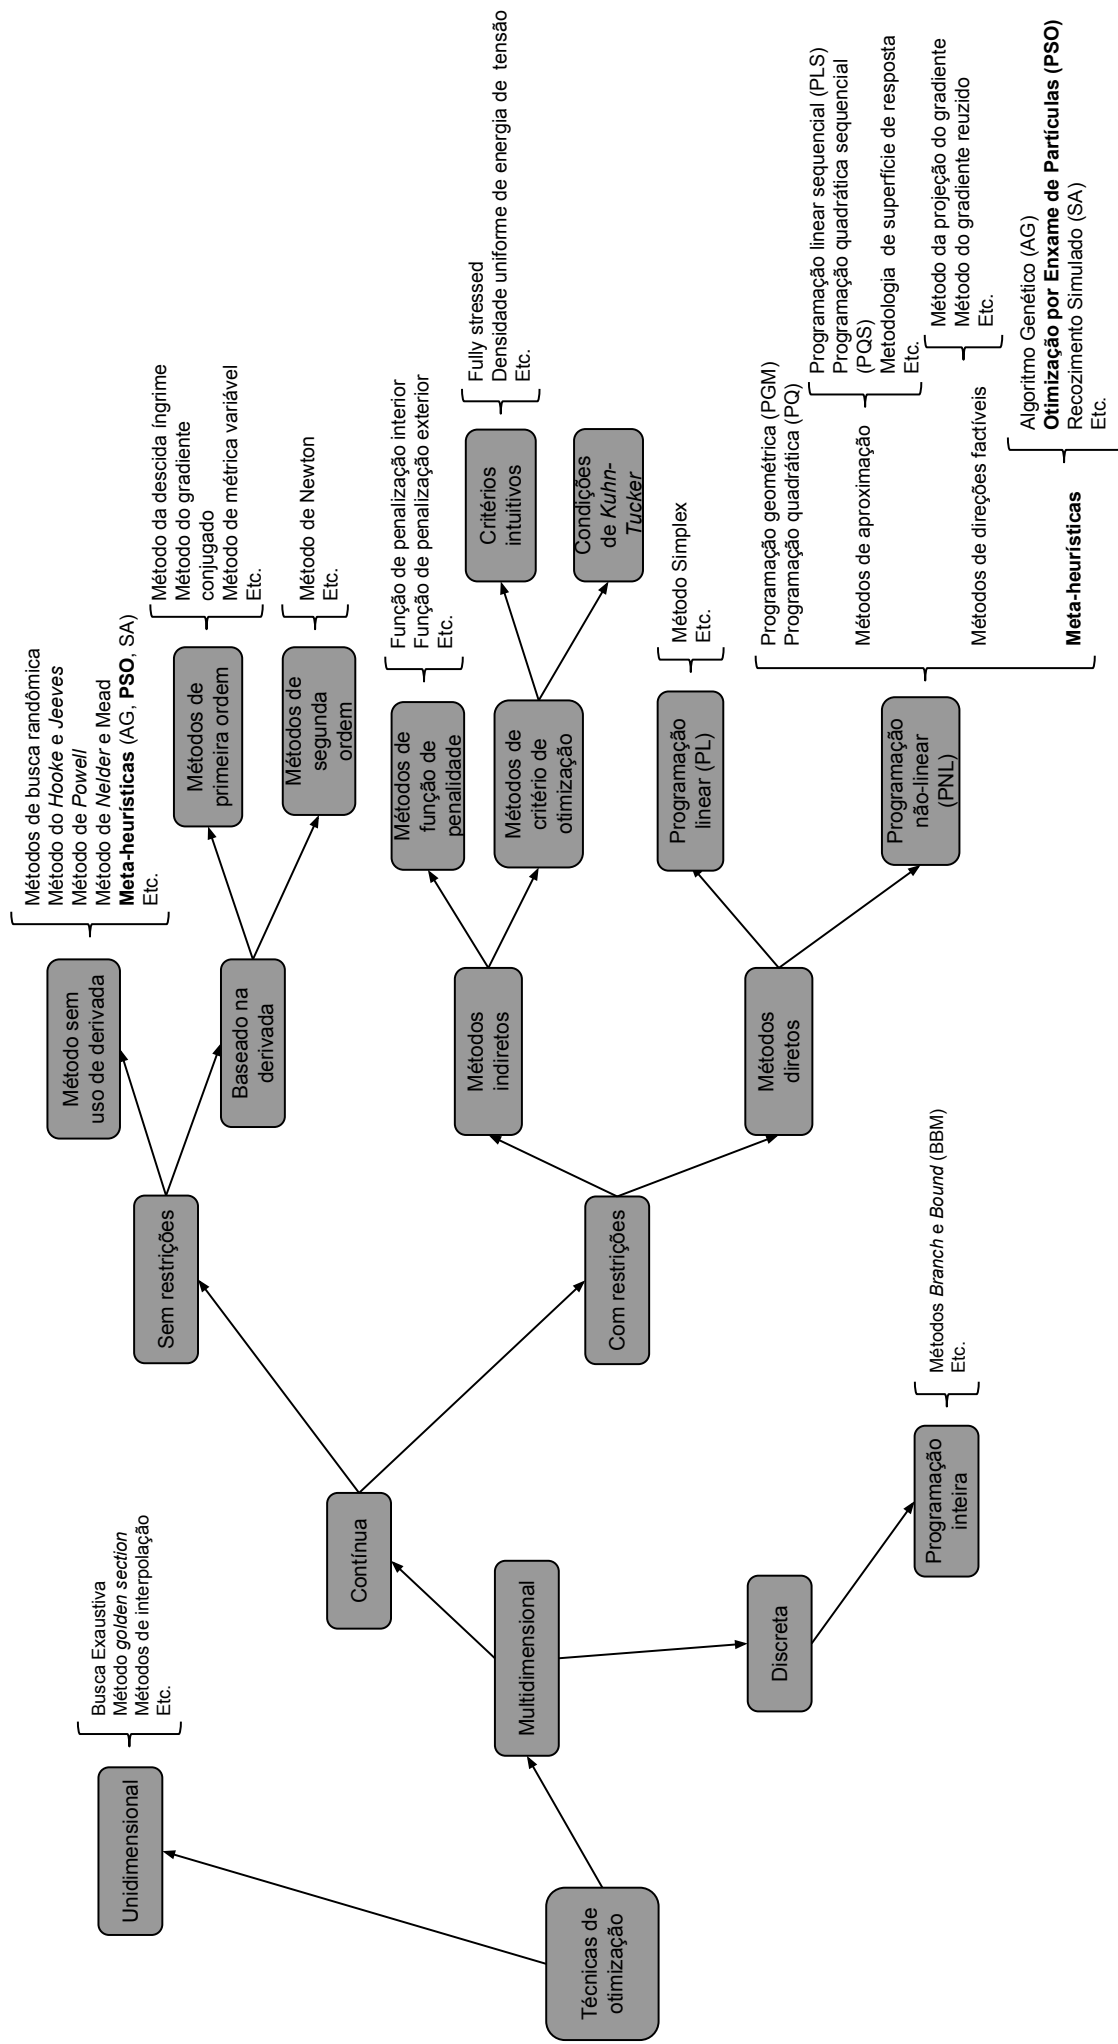 Técnicas de
otimização
Unidimensional
Busca Exaustiva
Método golden section
Métodos de interpolação
Etc.
Multidimensional
Contínua
Discreta
Programação
inteira
Métodos Branch e Bound (BBM)
Etc.
Sem restrições
Com restrições
Método sem
uso de derivada
Métodos de busca randômica
Método do Hooke e Jeeves
Método de Powell
Método de Nelder e Mead
Meta-heurísticas (AG, PSO, SA)
Etc.
Baseado na
derivada
Métodos de
primeira ordem
Método da descida íngrime
Método do gradiente
conjugado
Método de métrica variável
Etc.
Métodos de
segunda
ordem
Método de Newton
Etc.
Métodos
indiretos
Métodos de
função de
penalidade
Função de penalização interior
Função de penalização exterior
Etc.
Métodos de
critério de
otimização
Critérios
intuitivos
Fully stressed
Densidade uniforme de energia de tensão
Etc.
Condições
de Kuhn-
Tucker
Métodos
diretos
Programação
linear (PL)
Método Simplex
Etc.
Programação
não-linear
(PNL)
Programação geométrica (PGM)
Programação quadrática (PQ)
Métodos de aproximação
Programação linear sequencial (PLS)
Programação quadrática sequencial
(PQS)
Metodologia de superfície de resposta
Etc.
Métodos de direções factíveis
Método da projeção do gradiente
Método do gradiente reuzido
Etc.
Meta-heurísticas
Algoritmo Genético (AG)
Otimização por Enxame de Partículas (PSO)
Recozimento Simulado (SA)
Etc.